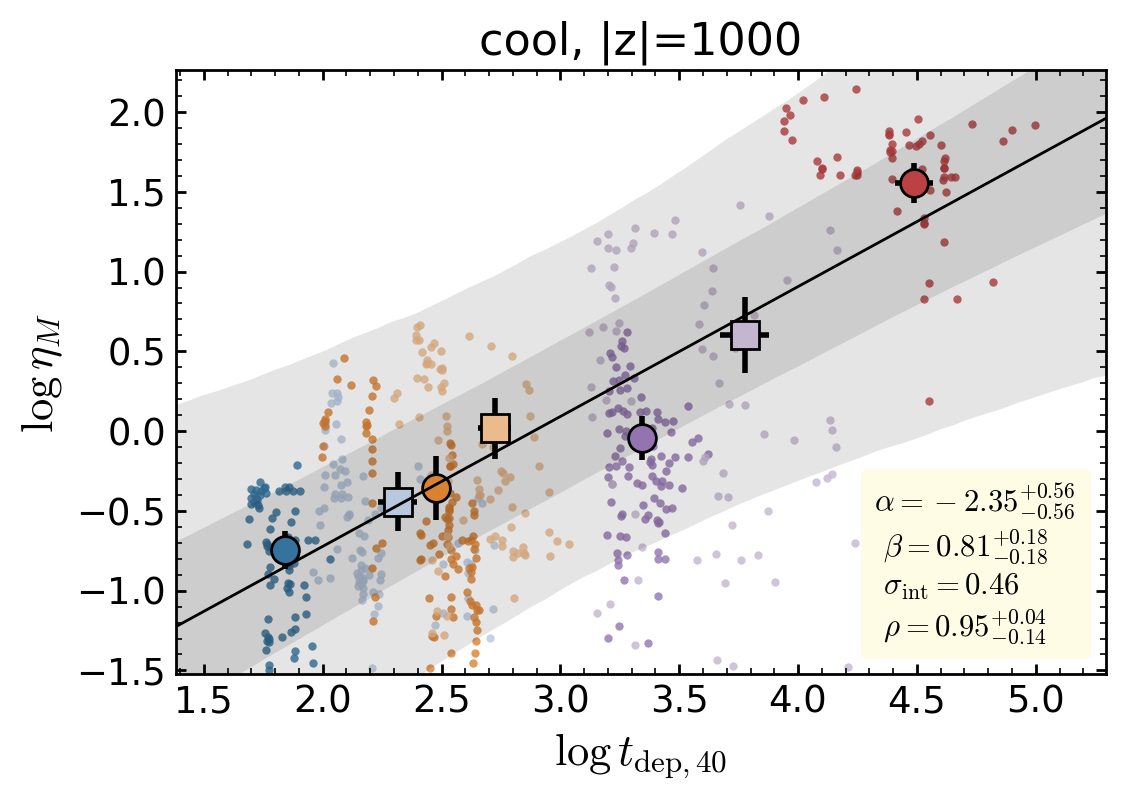 cool, |z|=1000
log η_M
2.0
1.5
1.0
0.5
0.0
−0.5
−1.0
−1.5
α = −2.35^{+0.56}_{−0.56}
β = 0.81^{+0.18}_{−0.18}
σ_int = 0.46
ρ = 0.95^{+0.04}_{−0.14}
1.5 2.0 2.5 3.0 3.5 4.0 4.5 5.0
log t_{dep, 40}